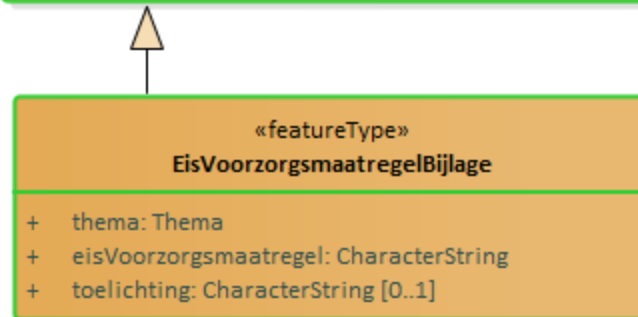 «featureType»
EisVoorzorgsmaatregelBijlage
+ thema: Thema
+ eisVoorzorgsmaatregel: CharacterString
+ toelichting: CharacterString [0..1]